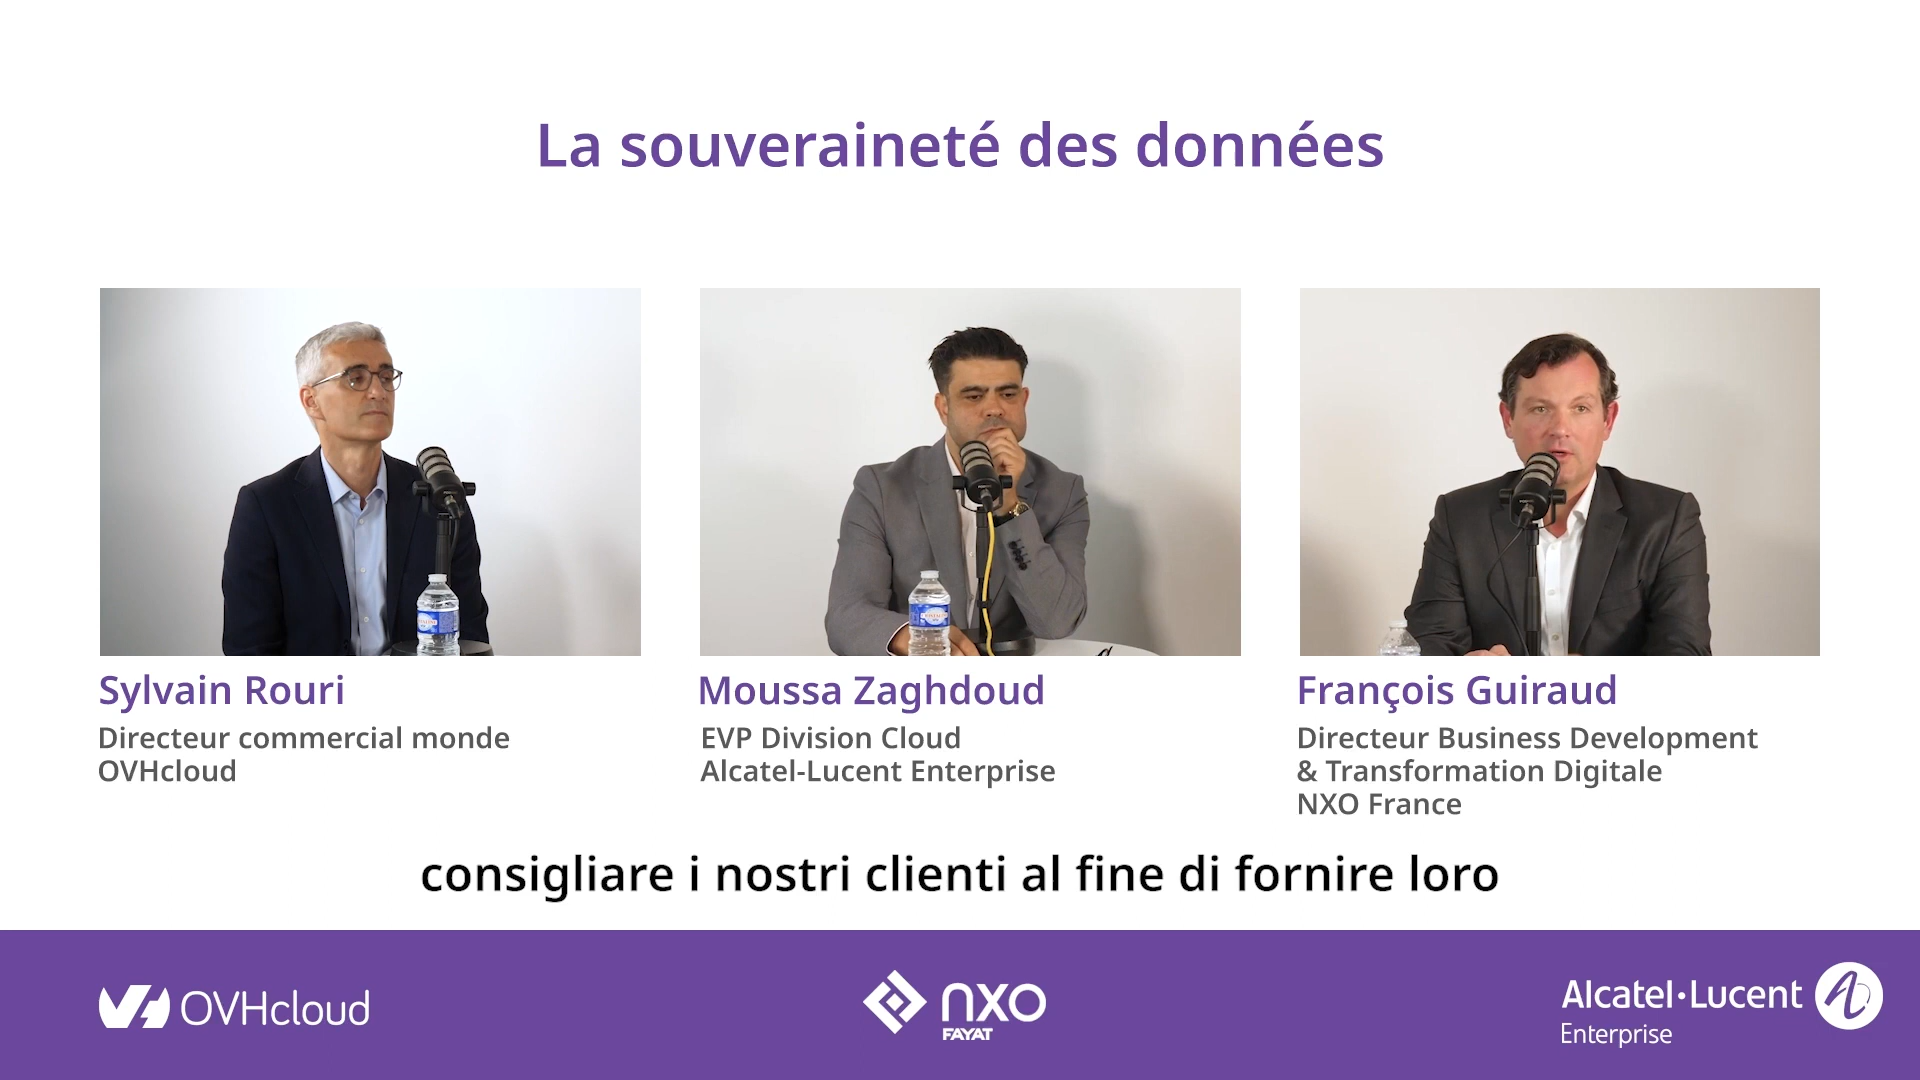 La souveraineté des données
Sylvain Rouri
Directeur commercial monde
OVHcloud
Moussa Zaghdoud
EVP Division Cloud
Alcatel-Lucent Enterprise
François Guiraud
Directeur Business Development
& Transformation Digitale
NXO France
consigliare i nostri clienti al fine di fornire loro
OVHcloud
nxo
FAYAT
Alcatel·Lucent
Enterprise